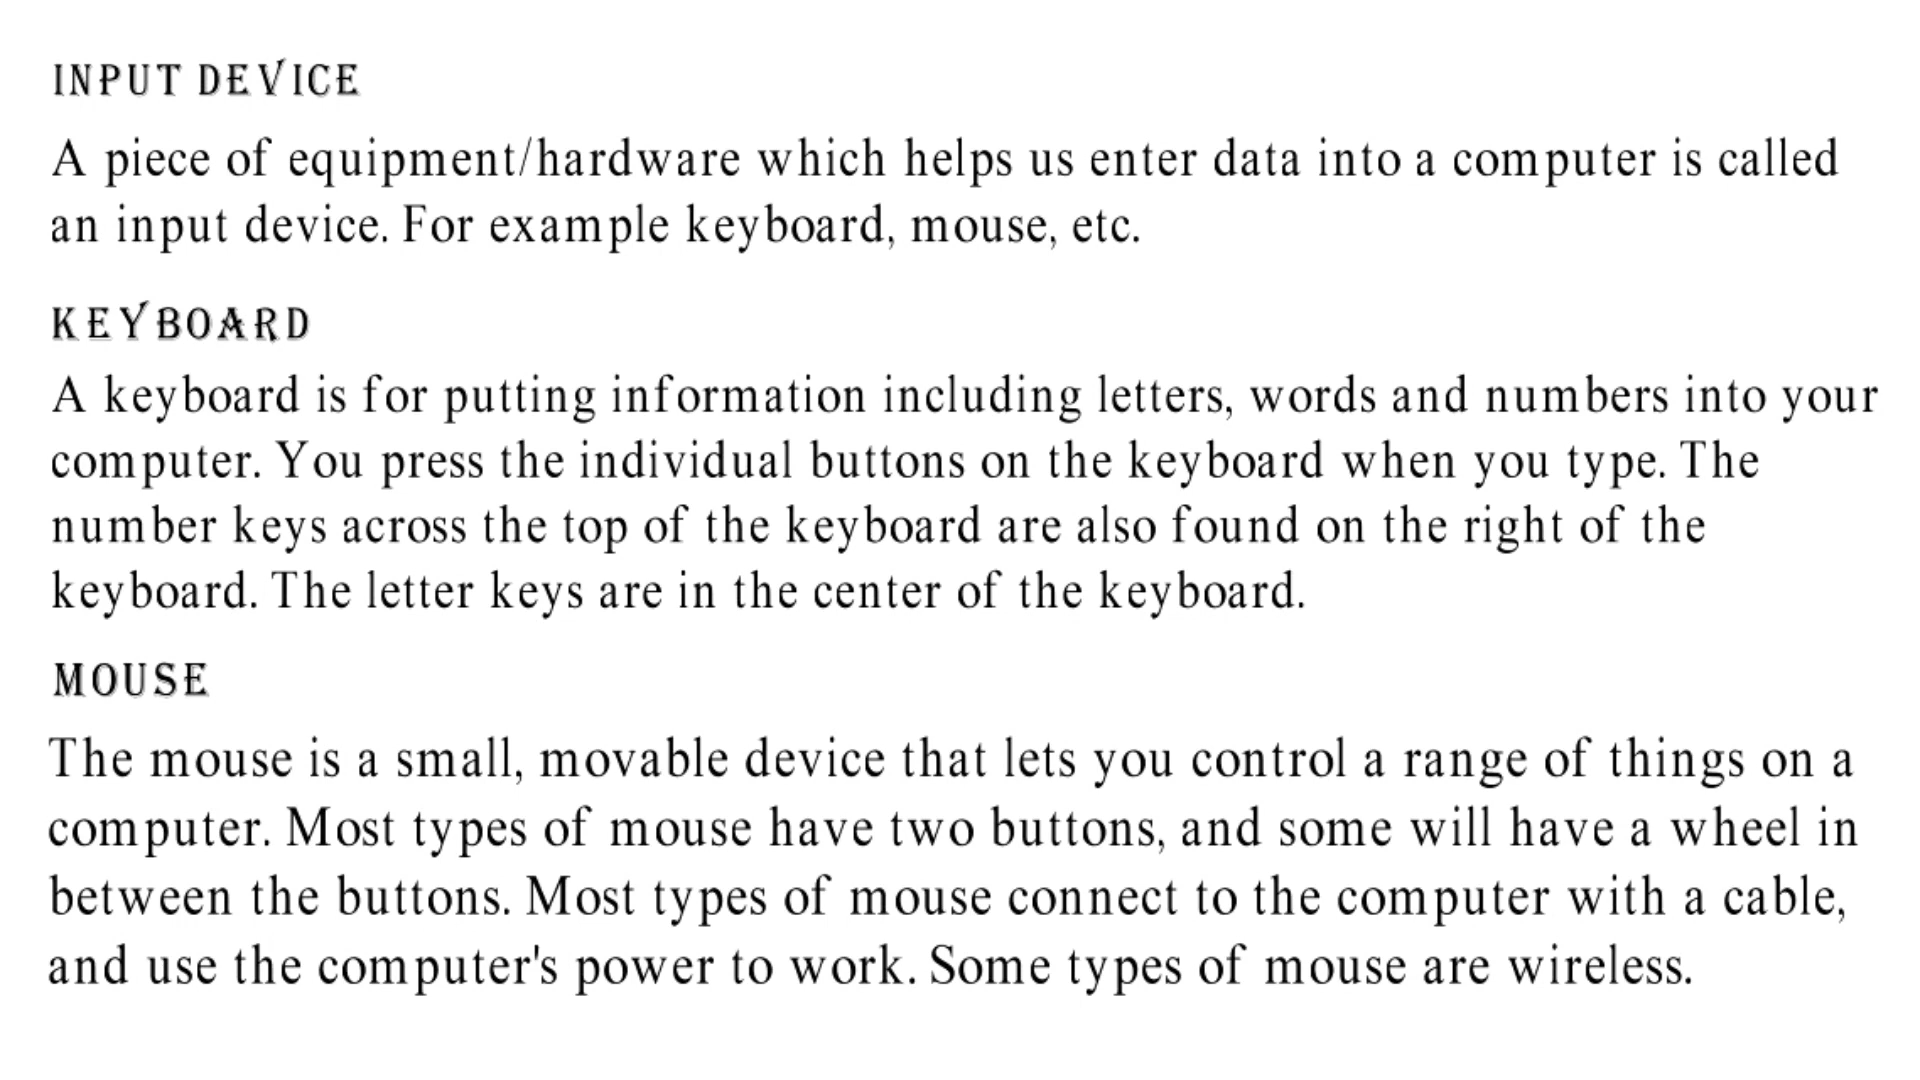 INPUT DEVICE
A piece of equipment/hardware which helps us enter data into a computer is called
an input device. For example keyboard, mouse, etc.
KEYBOARD
A keyboard is for putting information including letters, words and numbers into your
computer. You press the individual buttons on the keyboard when you type. The
number keys across the top of the keyboard are also found on the right of the
keyboard. The letter keys are in the center of the keyboard.
MOUSE
The mouse is a small, movable device that lets you control a range of things on a
computer. Most types of mouse have two buttons, and some will have a wheel in
between the buttons. Most types of mouse connect to the computer with a cable,
and use the computer's power to work. Some types of mouse are wireless.